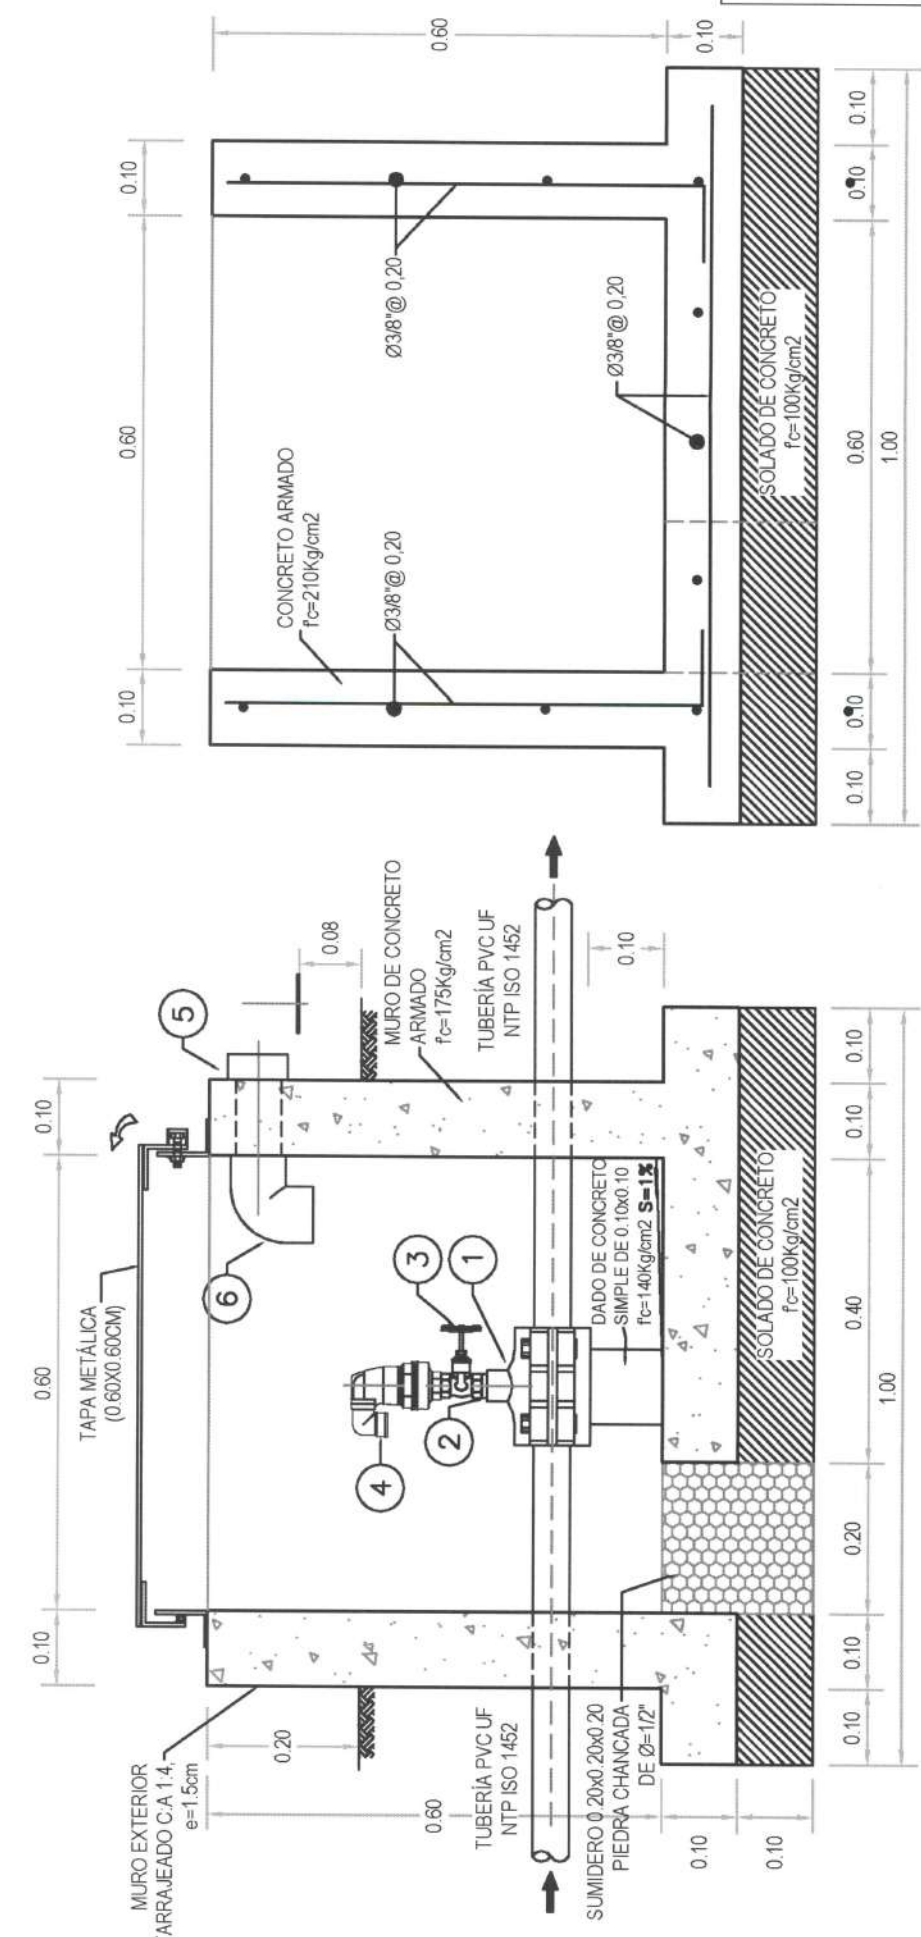 TAPA METÁLICA
(0.60X0.60CM)
0.10
0.60
0.10
5
0.08
6
MURO EXTERIOR
TARRAJEADO C:A 1:4,
e=1.5cm
0.20
0.60
MURO DE CONCRETO
ARMADO
f'c=175Kg/cm2
3
1
2
4
TUBERÍA PVC UF
NTP ISO 1452
TUBERÍA PVC UF
NTP ISO 1452
0.10
DADO DE CONCRETO
SIMPLE DE 0.10x0.10
f'c=140Kg/cm2 S=1%
SUMIDERO 0.20x0.20x0.20
PIEDRA CHANCADA
DE Ø=1/2"
SOLADO DE CONCRETO
f'c=100Kg/cm2
0.10
0.10
0.10
0.10
0.20
0.40
0.10
0.10
1.00
0.10
0.60
0.10
0.60
0.10
CONCRETO ARMADO
f'c=210Kg/cm2
Ø3/8"@ 0,20
Ø3/8"@ 0,20
Ø3/8"@ 0,20
SOLADO DE CONCRETO
f'c=100Kg/cm2
0.10
0.10
0.60
0.10
0.10
1.00